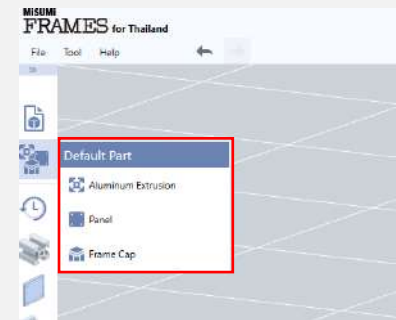 MiSUMi
FRAMES for Thailand
File Tool Help
Default Part
Aluminum Extrusion
Panel
Frame Cap